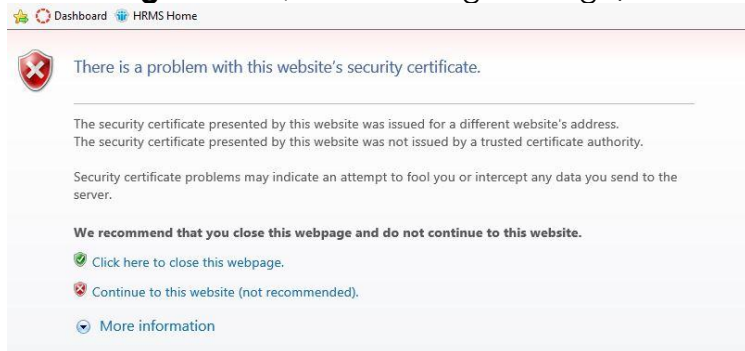 Dashboard HRMS Home
There is a problem with this website's security certificate.
The security certificate presented by this website was issued for a different website's address.
The security certificate presented by this website was not issued by a trusted certificate authority.
Security certificate problems may indicate an attempt to fool you or intercept any data you send to the
server.
We recommend that you close this webpage and do not continue to this website.
Click here to close this webpage.
Continue to this website (not recommended).
More information